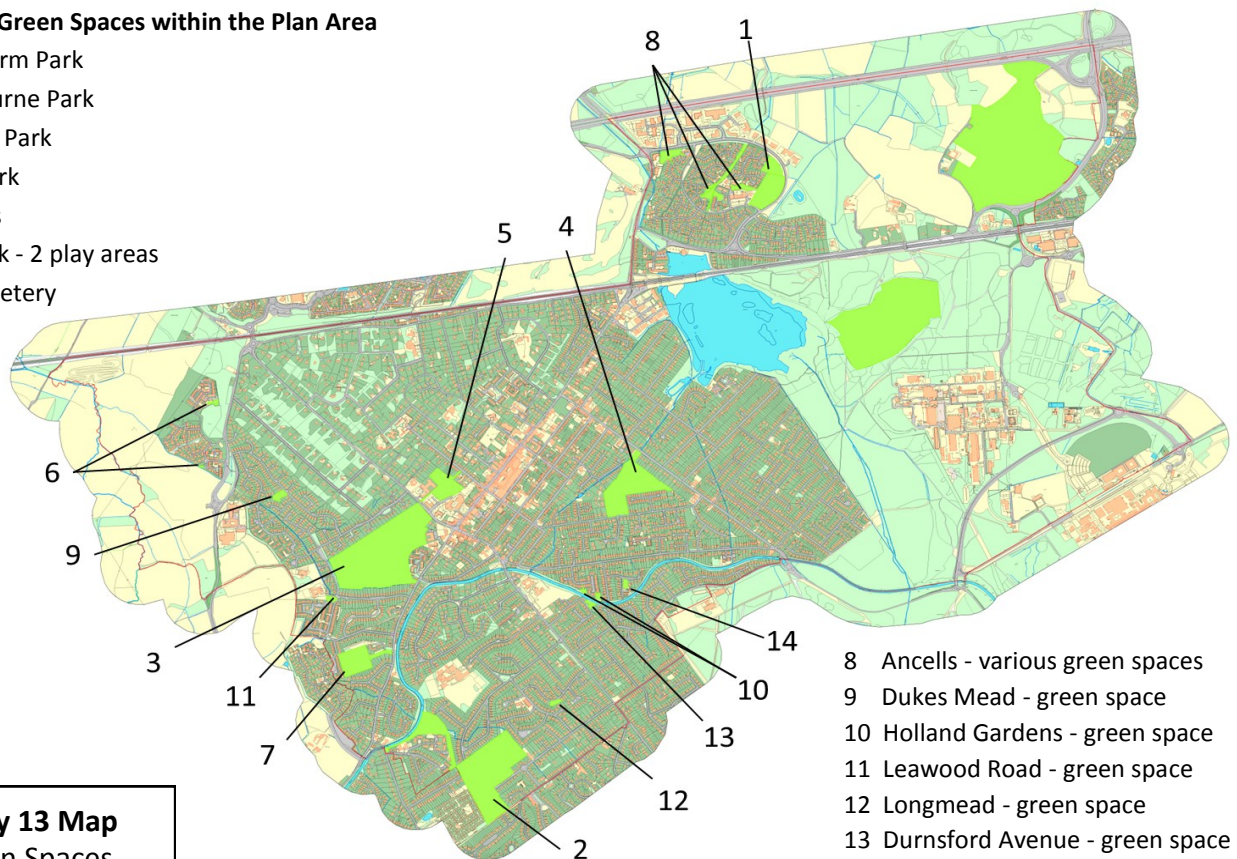 Green Spaces within the Plan Area
rm Park
urne Park
Park
rk
s
k - 2 play areas
etery
8
1
5
4
6
9
3
11
7
14
10
13
12
2
8 Ancells - various green spaces
9 Dukes Mead - green space
10 Holland Gardens - green space
11 Leawood Road - green space
12 Longmead - green space
13 Durnsford Avenue - green space
y 13 Map
n Spaces